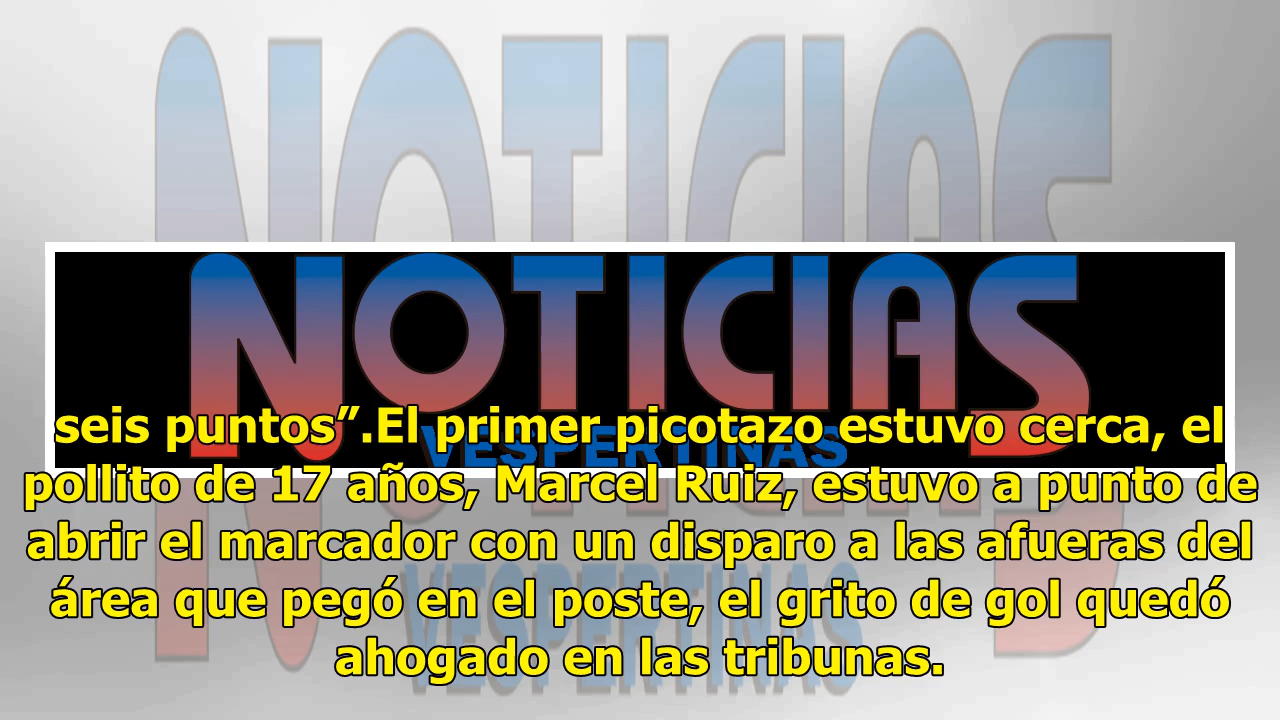 NOTICIAS
VESPERTINAS
NOTICIAS
VESPERTINAS
seis puntos”.El primer picotazo estuvo cerca, el
pollito de 17 años, Marcel Ruiz, estuvo a punto de
abrir el marcador con un disparo a las afueras del
área que pegó en el poste, el grito de gol quedó
ahogado en las tribunas.